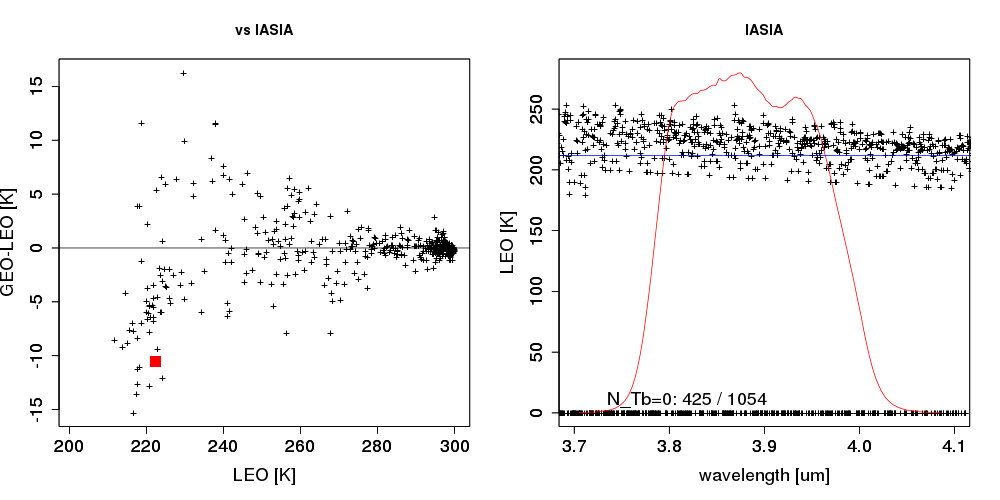 vs IASIA
GEO-LEO [K]
15
10
5
0
-5
-10
-15
200 220 240 260 280 300
LEO [K]
IASIA
LEO [K]
250
200
150
100
50
0
N_Tb=0: 425 / 1054
3.7 3.8 3.9 4.0 4.1
wavelength [um]